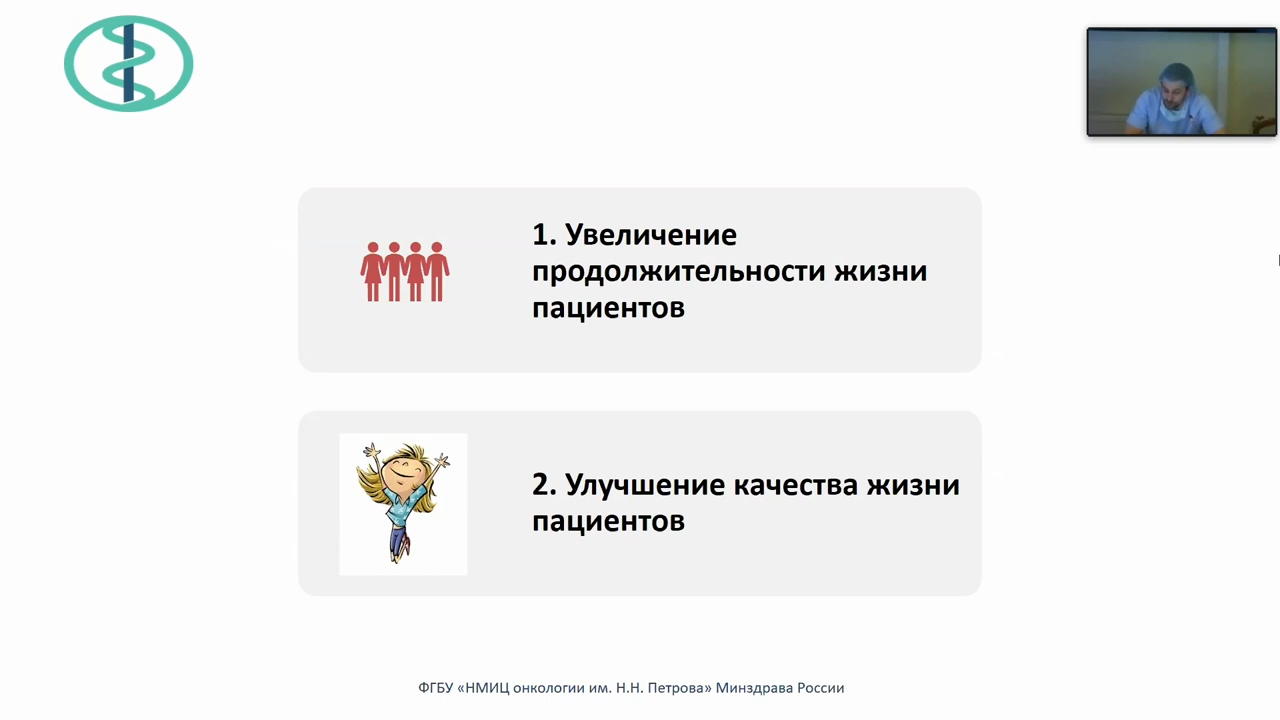 1. Увеличение
продолжительности жизни
пациентов
2. Улучшение качества жизни
пациентов
ФГБУ «НМИЦ онкологии им. Н.Н. Петрова» Минздрава России